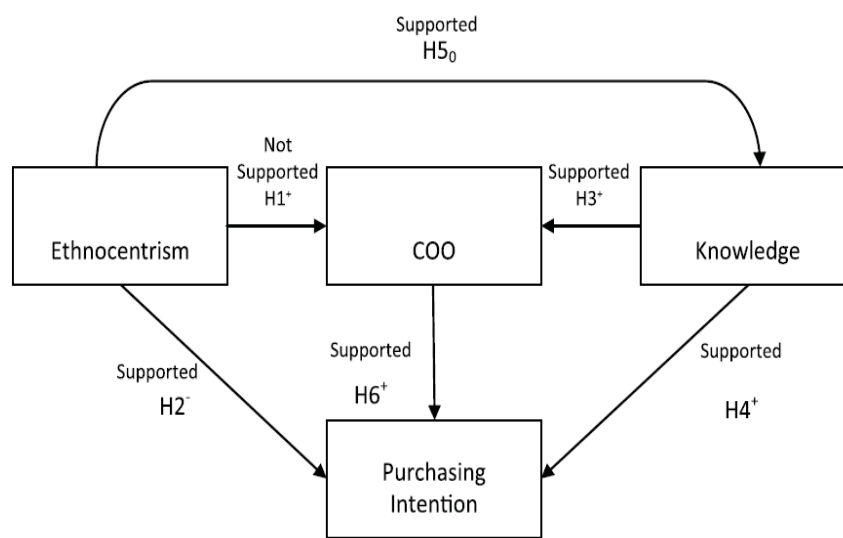 Supported
H5₀
Not
Supported
H1⁺
Supported
H3⁺
Ethnocentrism
COO
Knowledge
Supported
H2⁻
Supported
H6⁺
Supported
H4⁺
Purchasing
Intention